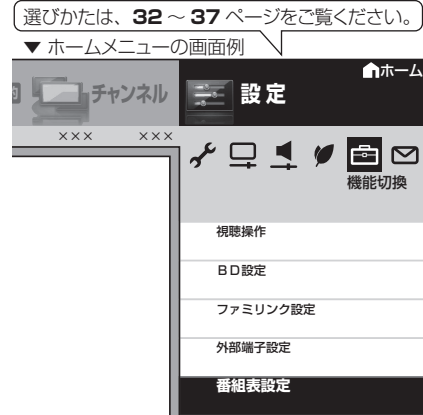 選びかたは、32～37ページをご覧ください。
▼ ホームメニューの画面例
ホーム
チャンネル
設定
××× ×××
機能切換
視聴操作
ＢＤ設定
ファミリンク設定
外部端子設定
番組表設定